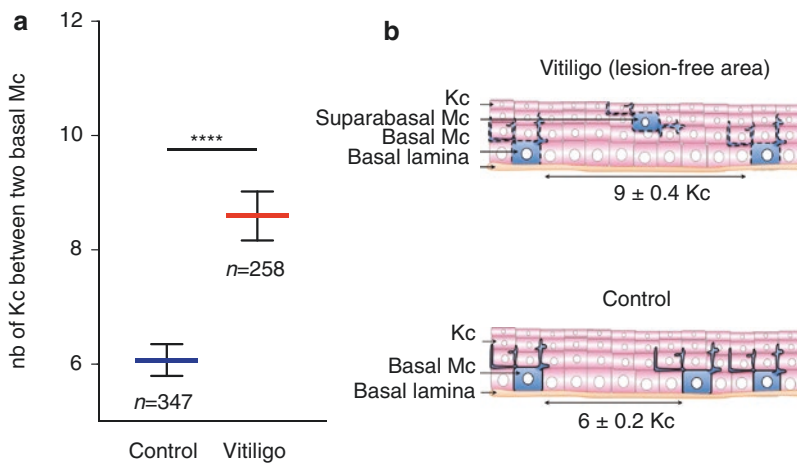 a
12
10
8
6
nb of Kc between two basal Mc
****
n=258
n=347
Control Vitiligo
b
Vitiligo (lesion-free area)
Kc
Suparabasal Mc
Basal Mc
Basal lamina
9 ± 0.4 Kc
Control
Kc
Basal Mc
Basal lamina
6 ± 0.2 Kc